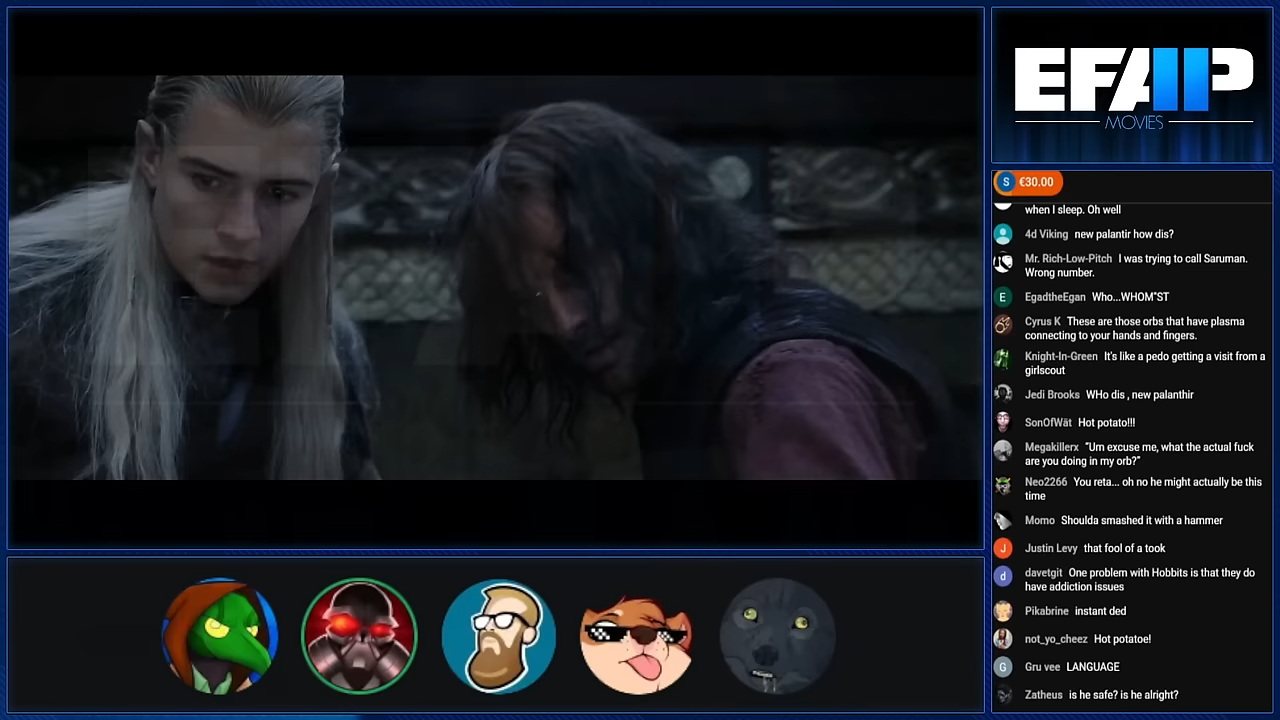 EFAP
MOVIES
S €30.00
when I sleep. Oh well
4d Viking new palantir how dis?
Mr. Rich-Low-Pitch I was trying to call Saruman.
Wrong number.
E EgadtheEgan Who...WHOM"ST
Cyrus K These are those orbs that have plasma
connecting to your hands and fingers.
Knight-In-Green It's like a pedo getting a visit from a
girlscout
Jedi Brooks WHo dis , new palanthir
SonOfWät Hot potato!!!
Megakillerx “Um excuse me, what the actual fuck
are you doing in my orb?”
Neo2266 You reta... oh no he might actually be this
time
Momo Shoulda smashed it with a hammer
J Justin Levy that fool of a took
d davetgit One problem with Hobbits is that they do
have addiction issues
Pikabrine instant ded
not_yo_cheez Hot potatoe!
G Gru vee LANGUAGE
Zatheus is he safe? is he alright?